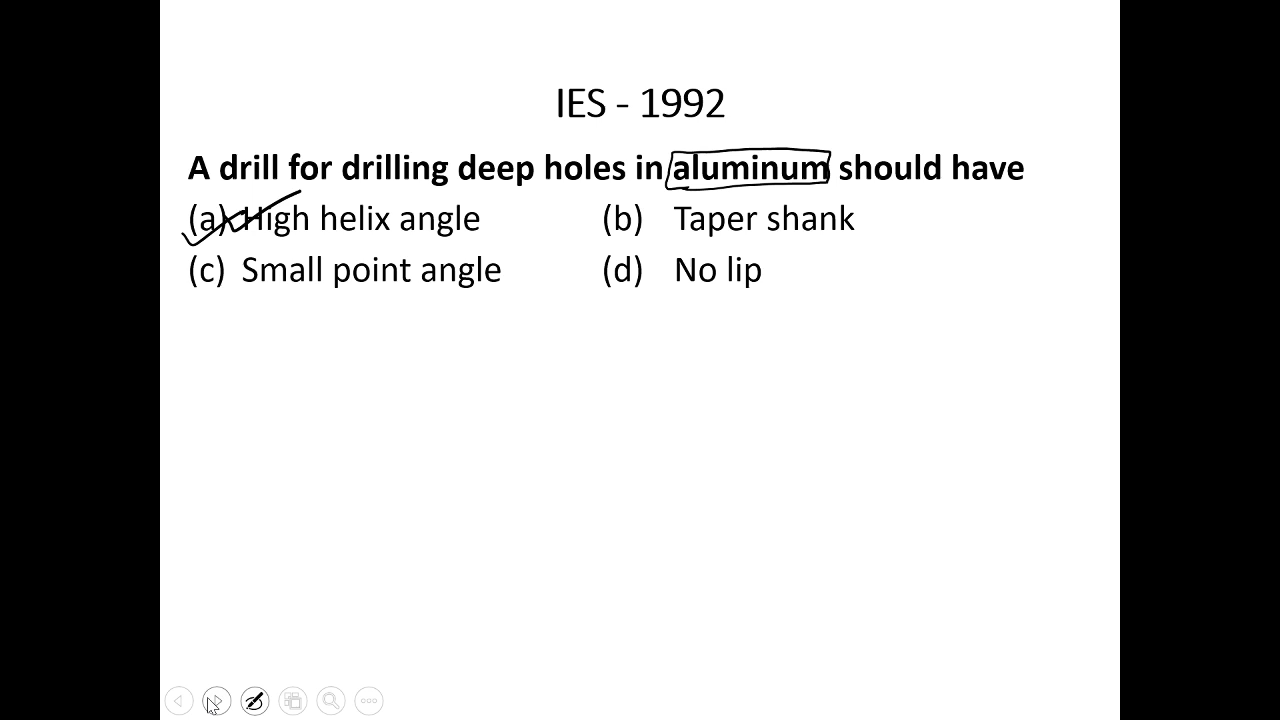 IES - 1992
A drill for drilling deep holes in aluminum should have
(a) High helix angle (b) Taper shank
(c) Small point angle (d) No lip